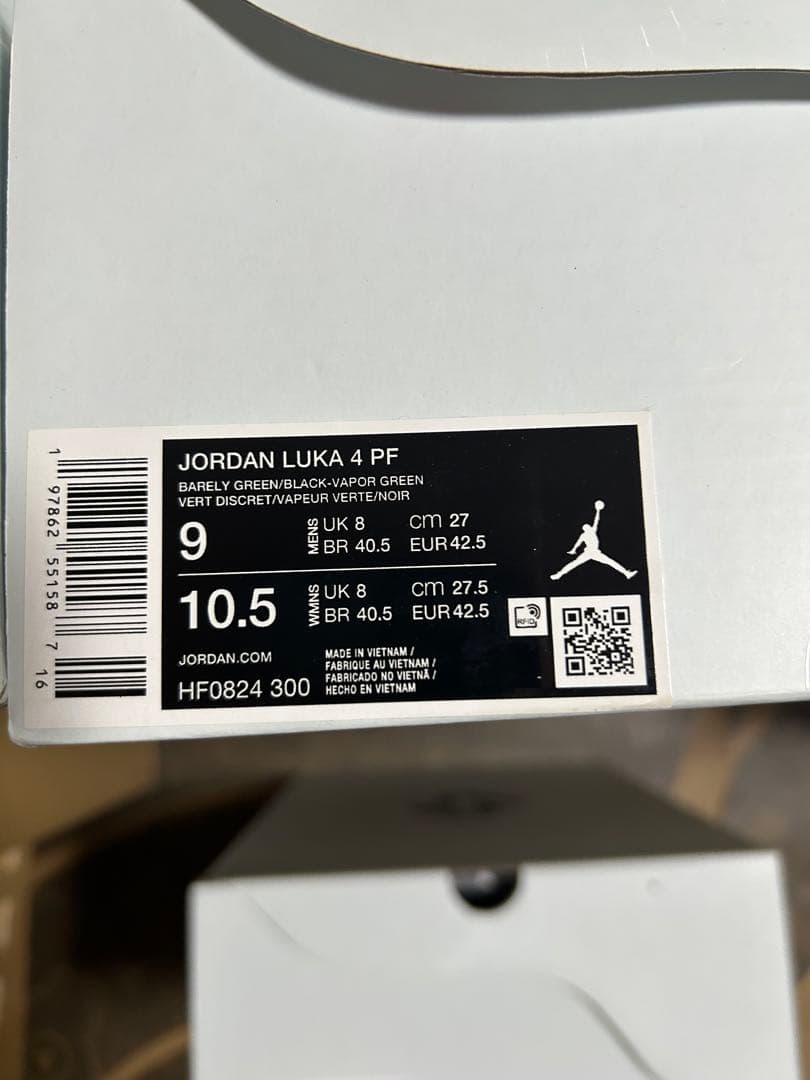 JORDAN LUKA 4 PF
BARELY GREEN/BLACK-VAPOR GREEN
VERT DISCRET/VAPEUR VERTE/NOIR
9 MENS UK 8 cm 27
BR 40.5 EUR 42.5
10.5 WMNS UK 8 cm 27.5
BR 40.5 EUR 42.5
RFID
JORDAN.COM
HF0824 300
MADE IN VIETNAM /
FABRIQUE AU VIETNAM /
FABRICADO NO VIETNÃ /
HECHO EN VIETNAM
1 97862 55158 7 16